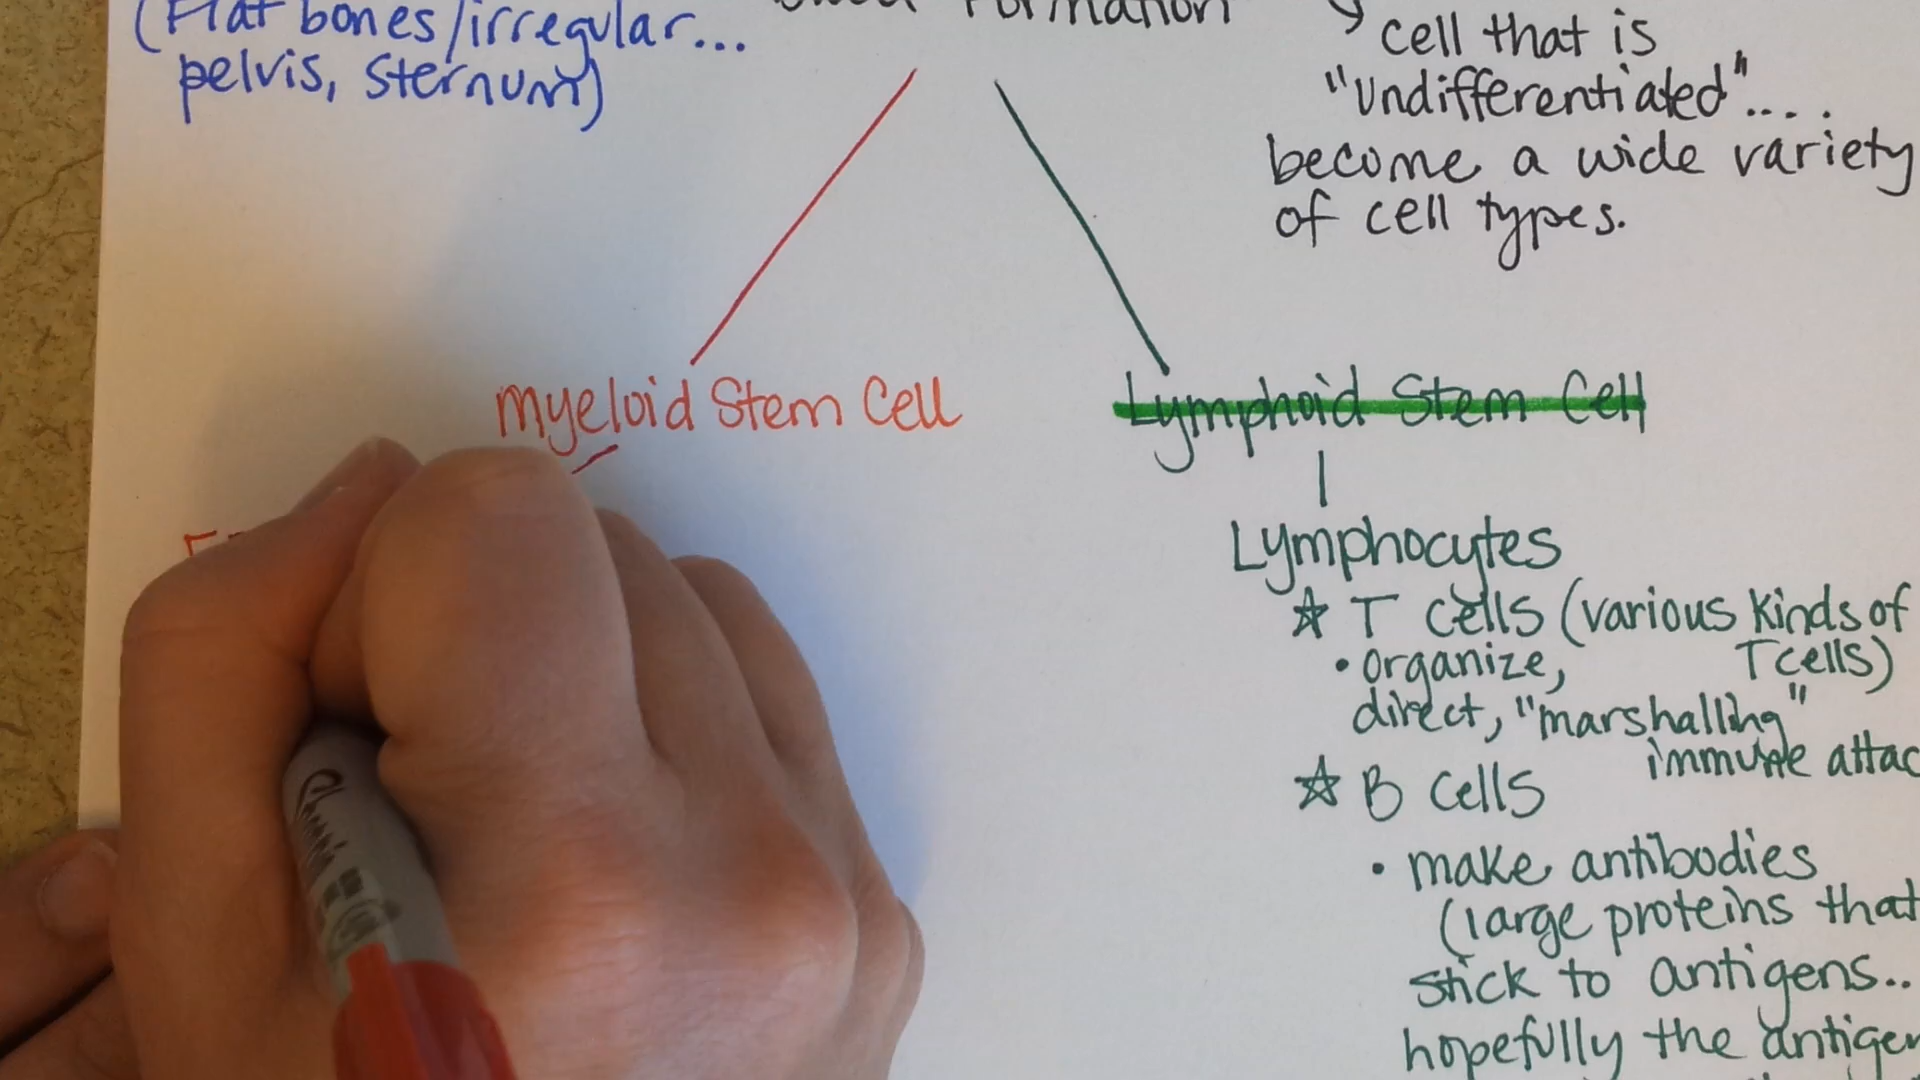 (Flat bones/irregular...
pelvis, sternum)
Formation
cell that is
"undifferentiated"....
become a wide variety
of cell types.
Myeloid Stem Cell
Lymphoid Stem Cell
Lymphocytes
☆ T cells (various kinds of
• organize, T cells)
direct, "marshalling"
immune attac
☆ B cells
• make antibodies
(large proteins that
stick to antigens..
hopefully the antigen